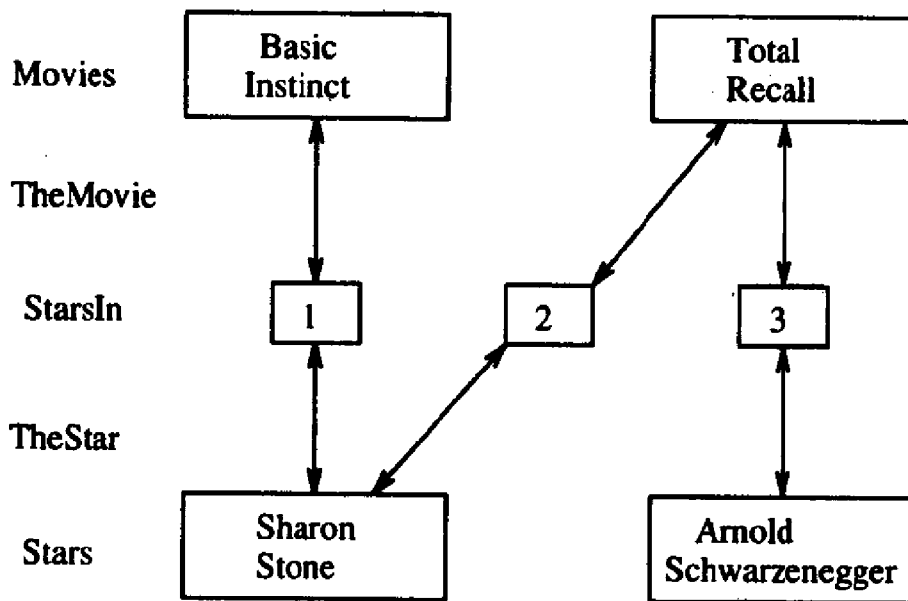 Movies
Basic
Instinct
Total
Recall
TheMovie
StarsIn
1
2
3
TheStar
Stars
Sharon
Stone
Arnold
Schwarzenegger